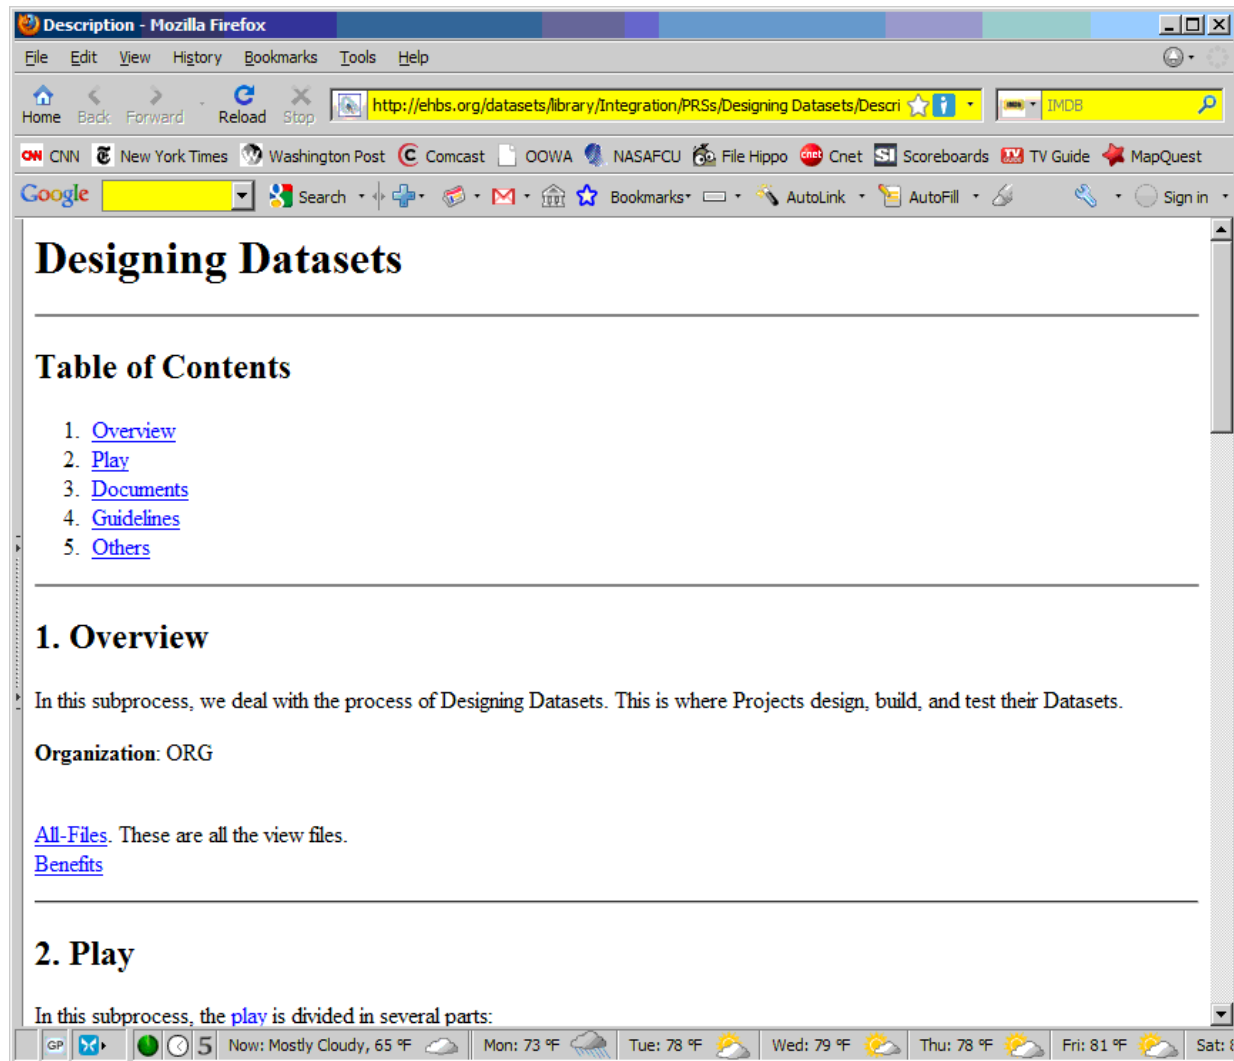 Description - Mozilla Firefox
File Edit View History Bookmarks Tools Help
Home Back Forward Reload Stop http://ehbs.org/datasets/library/Integration/PRSs/Designing Datasets/Descri IMDB
CNN New York Times Washington Post Comcast OOWA NASAFCU File Hippo cnet Cnet SI Scoreboards TV Guide MapQuest
Google Search Bookmarks AutoLink AutoFill Sign in
Designing Datasets
Table of Contents
1. Overview
2. Play
3. Documents
4. Guidelines
5. Others
1. Overview
In this subprocess, we deal with the process of Designing Datasets. This is where Projects design, build, and test their Datasets.
Organization: ORG
All-Files. These are all the view files.
Benefits
2. Play
In this subprocess, the play is divided in several parts:
GP 5 Now: Mostly Cloudy, 65 °F Mon: 73 °F Tue: 78 °F Wed: 79 °F Thu: 78 °F Fri: 81 °F Sat: 8